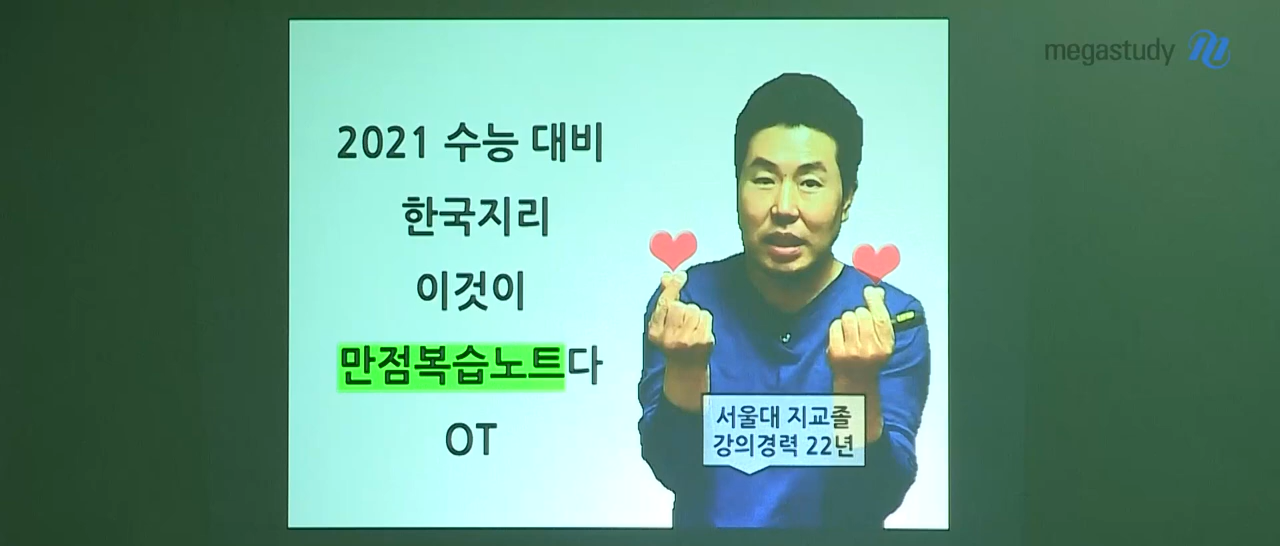 megastudy
2021 수능 대비
한국지리
이것이
만점복습노트다
OT
서울대 지교졸
강의경력 22년